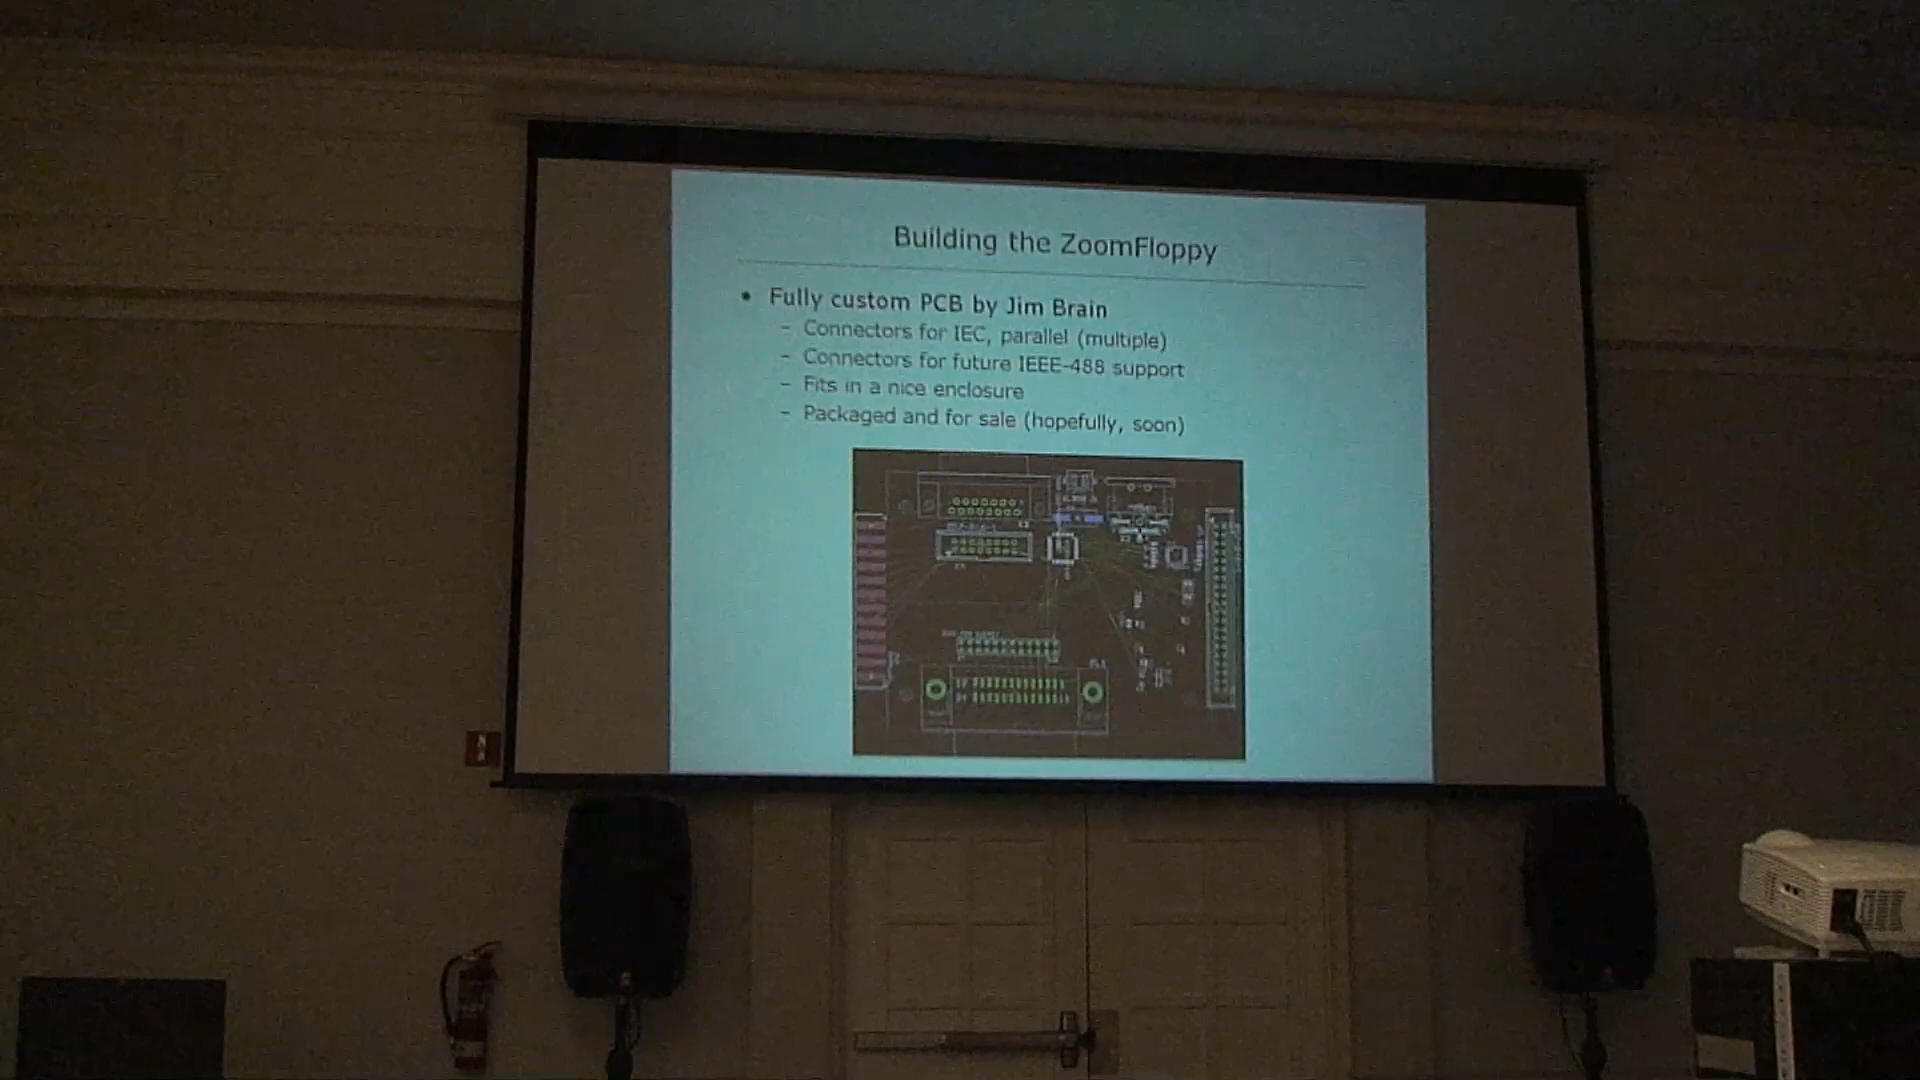 Building the ZoomFloppy
• Fully custom PCB by Jim Brain
– Connectors for IEC, parallel (multiple)
– Connectors for future IEEE-488 support
– Fits in a nice enclosure
– Packaged and for sale (hopefully, soon)